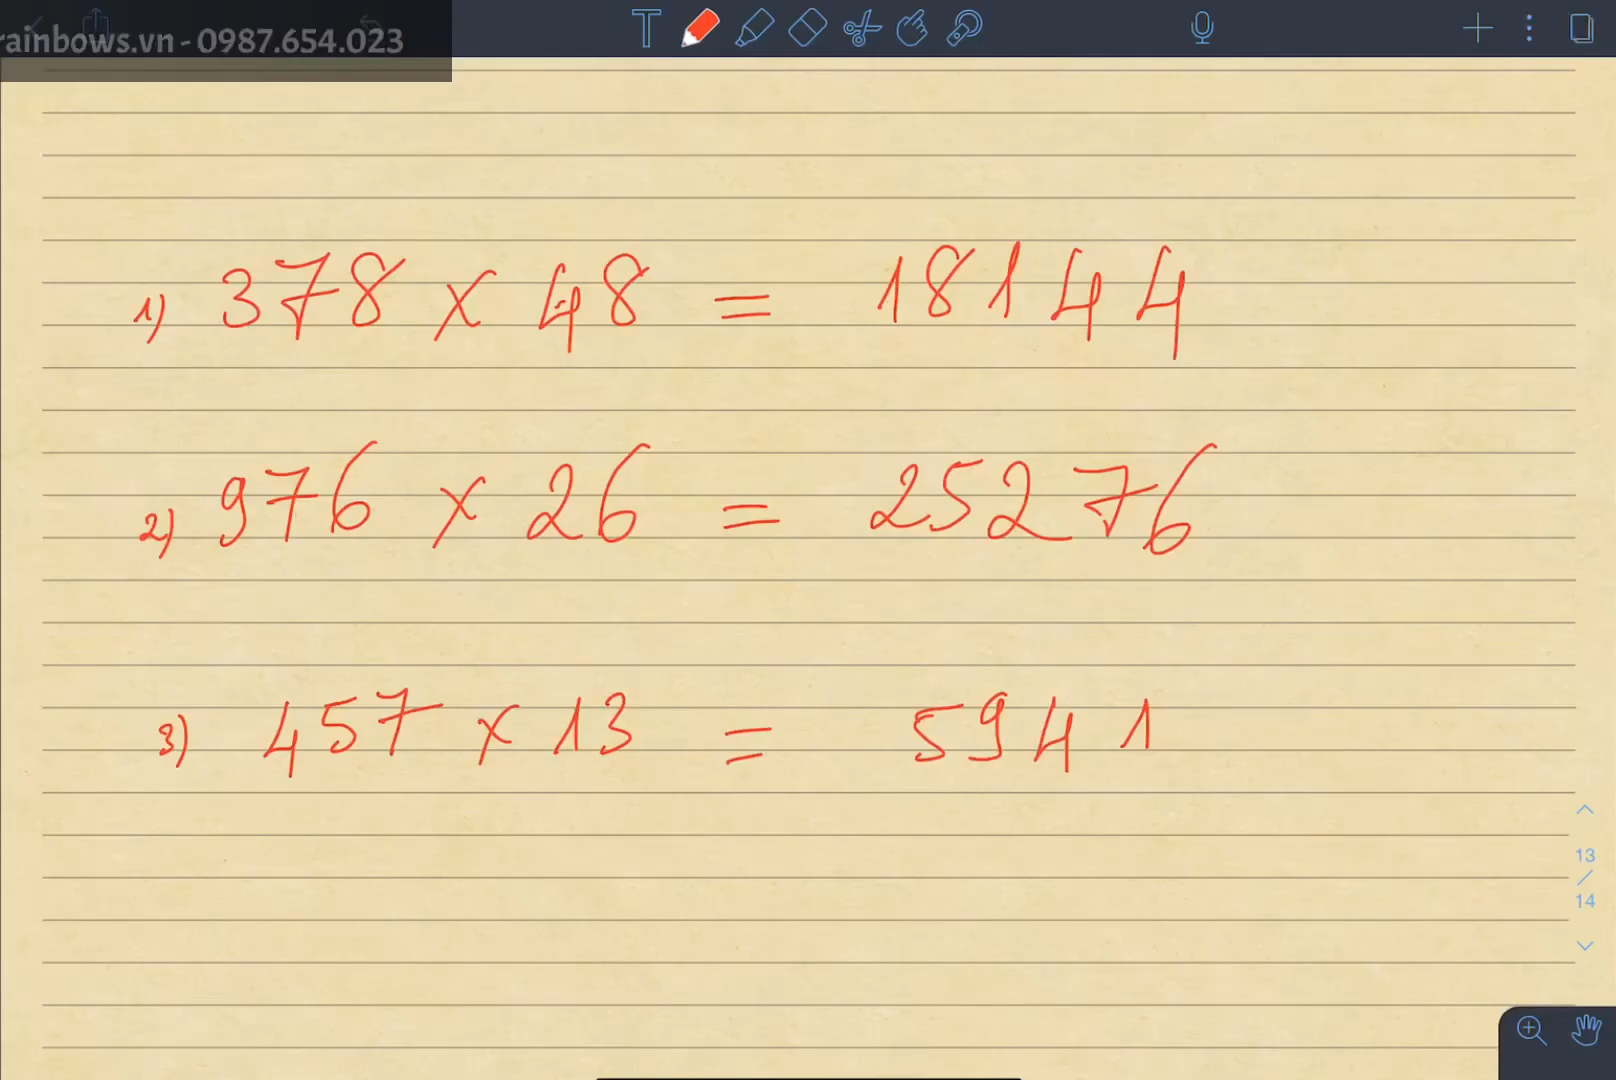 rainbows.vn - 0987.654.023
T
1) 378 x 48 = 18144
2) 976 x 26 = 25276
3) 457 x 13 = 5941
13
/
14